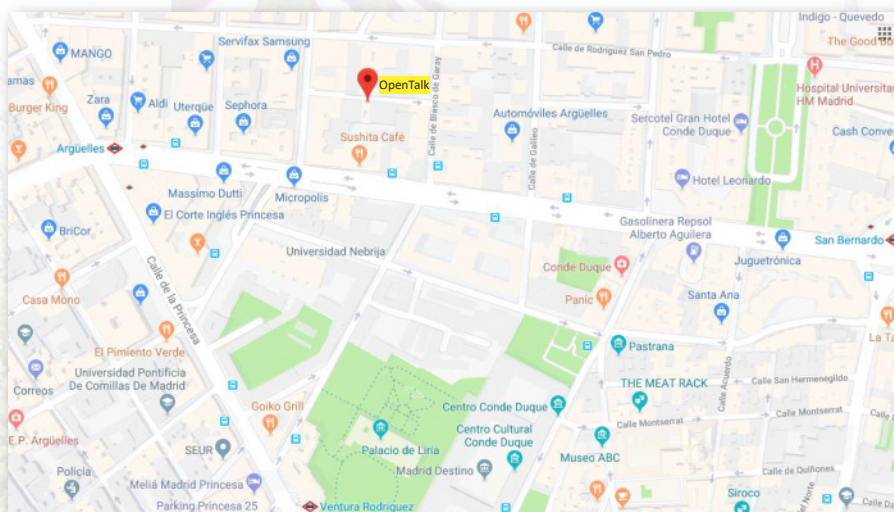 Indigo - Quevedo
The Good Bu
Servifax Samsung
Calle de Rodríguez San Pedro
MANGO
OpenTalk
Hospital Universitar
HM Madrid
Burger King
Zara
Aldi
Uterqüe
Sephora
Calle de Blasco de Garay
Automóviles Argüelles
Sercotel Gran Hotel
Conde Duque
Cash Conve
Sushita Café
Calle de Galileo
Argüelles
Massimo Dutti
Micropolis
Hotel Leonardo
El Corte Inglés Princesa
BriCor
Gasolinera Repsol
Alberto Aguilera
San Bernardo
Universidad Nebrija
Juguetrónica
Calle de la Princesa
Conde Duque
Casa Mono
Panic
Santa Ana
El Pimiento Verde
Pastrana
La Ta
Universidad Pontificia
De Comillas De Madrid
Calle Acuerdo
Calle San Hermenegildo
THE MEAT RACK
Correos
Goiko Grill
Centro Conde Duque
Calle Montserrat
Calle Montserrat
E.P. Argüelles
SEUR
Palacio de Liria
Centro Cultural
Conde Duque
Museo ABC
Policía
Madrid Destino
Calle de Quiñones
Meliá Madrid Princesa
Siroco
Parking Princesa 25
Ventura Rodríguez